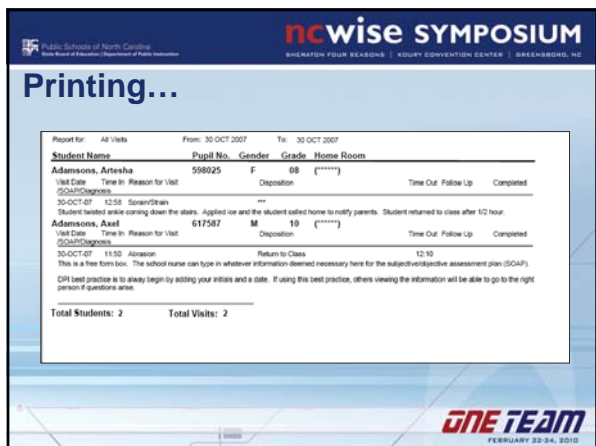 Public Schools of North Carolina
State Board of Education | Department of Public Instruction
ncwise SYMPOSIUM
SHERATON FOUR SEASONS | KOURY CONVENTION CENTER | GREENSBORO, NC
Printing…
Report for: All Visits From: 30 OCT 2007 To: 30 OCT 2007
Student Name Pupil No. Gender Grade Home Room
Adamsons, Artesha 598025 F 08 (******)
Visit Date Time In Reason for Visit Disposition Time Out Follow Up Completed
/SOAP/Diagnosis
30-OCT-07 12:58 Sprain/Strain ***
Student twisted ankle coming down the stairs. Applied ice and the student called home to notify parents. Student returned to class after 1/2 hour.
Adamsons, Axel 617587 M 10 (******)
Visit Date Time In Reason for Visit Disposition Time Out Follow Up Completed
/SOAP/Diagnosis
30-OCT-07 11:50 Abrasion Return to Class 12:10
This is a free form box. The school nurse can type in whatever information deemed necessary here for the subjective/objective assessment plan (SOAP).
DPI best practice is to alway begin by adding your initials and a date. If using this best practice, others viewing the information will be able to go to the right
person if questions arise.
Total Students: 2 Total Visits: 2
ONE TEAM
FEBRUARY 22-24, 2010